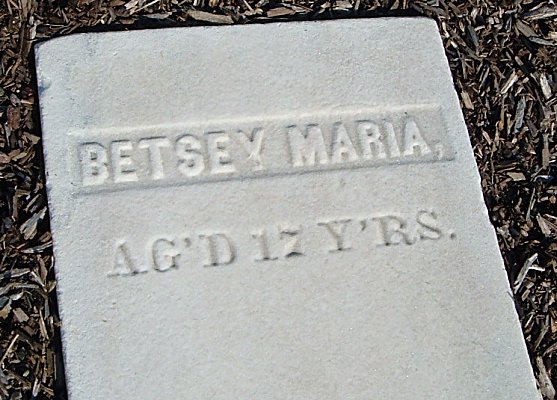 BETSEY MARIA,
AG'D 17 Y'RS.